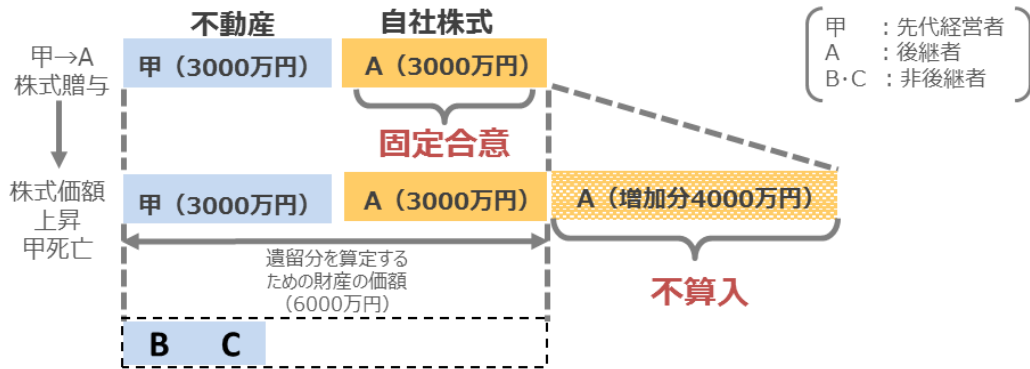 不動産
自社株式
甲 :先代経営者
A :後継者
B・C :非後継者
甲→A
株式贈与
甲(3000万円)
A(3000万円)
固定合意
株式価額
上昇
甲死亡
甲(3000万円)
A(3000万円)
A(増加分4000万円)
遺留分を算定する
ための財産の価額
(6000万円)
不算入
B C